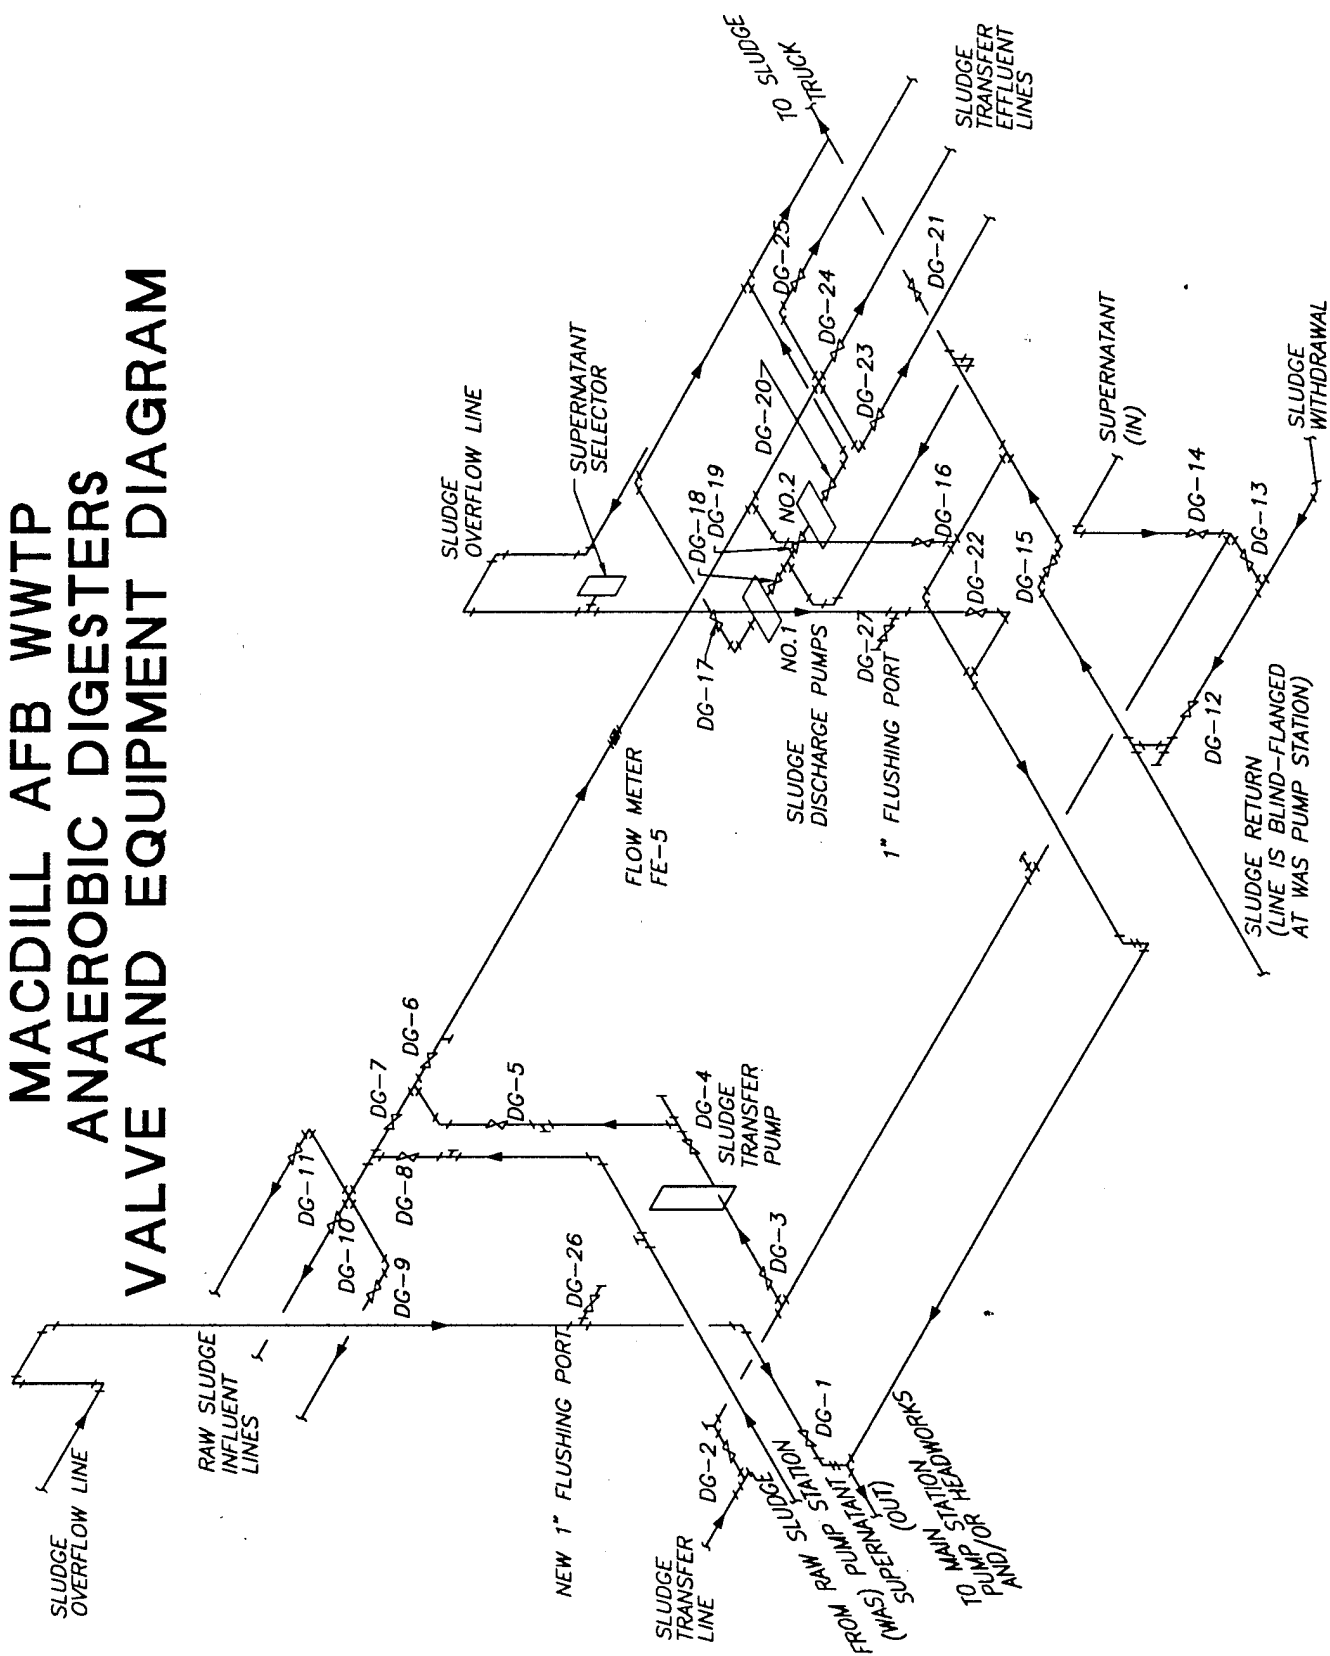 MACDILL AFB WWTP
ANAEROBIC DIGESTERS
VALVE AND EQUIPMENT DIAGRAM
SLUDGE
OVERFLOW LINE
RAW SLUDGE
INFLUENT
LINES
DG-11
DG-10
DG-9
DG-7
DG-8
DG-6
DG-5
NEW 1" FLUSHING PORT
DG-26
SLUDGE
TRANSFER
LINE
DG-2
DG-1
DG-3
DG-4
SLUDGE
TRANSFER
PUMP
FROM RAW SLUDGE
(WAS) PUMP STATION
SUPERNATANT
(OUT)
TO MAIN STATION
PUMP HEADWORKS
AND/OR
FLOW METER
FE-5
SLUDGE
OVERFLOW LINE
SUPERNATANT
SELECTOR
DG-17
DG-18
DG-19
DG-20
NO.1
NO.2
SLUDGE
DISCHARGE PUMPS
DG-27
1" FLUSHING PORT
DG-16
DG-22
DG-15
DG-25
DG-24
DG-23
DG-21
TO SLUDGE
TRUCK
SLUDGE
TRANSFER
EFFLUENT
LINES
SUPERNATANT
(IN)
DG-14
DG-13
DG-12
SLUDGE
WITHDRAWAL
SLUDGE RETURN
(LINE IS BLIND-FLANGED
AT WAS PUMP STATION)